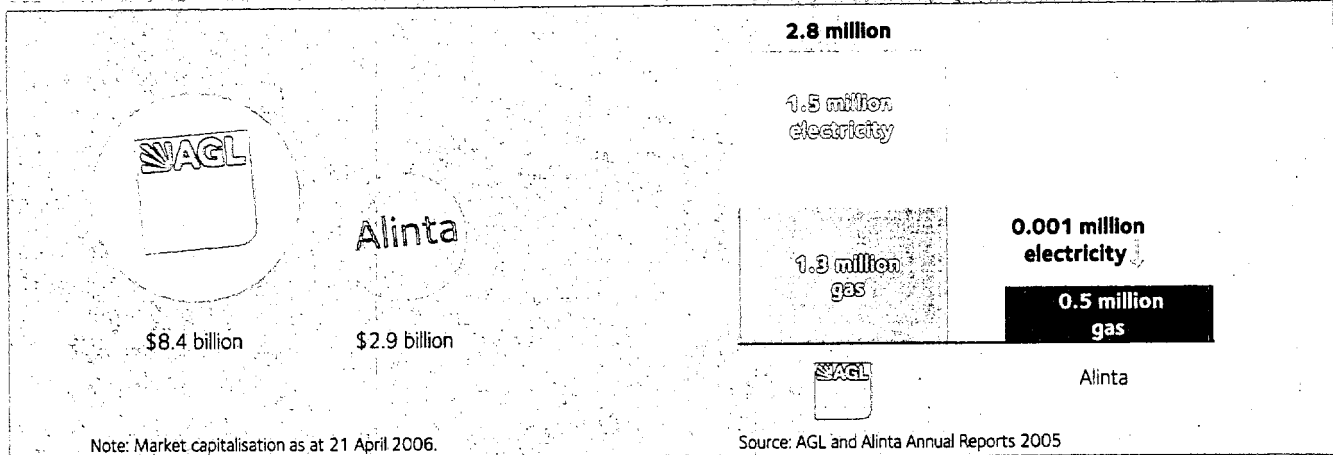 AGL
Alinta
$8.4 billion
$2.9 billion
Note: Market capitalisation as at 21 April 2006.
2.8 million
1.5 million
electricity
1.3 million
gas
0.001 million
electricity
0.5 million
gas
AGL
Alinta
Source: AGL and Alinta Annual Reports 2005